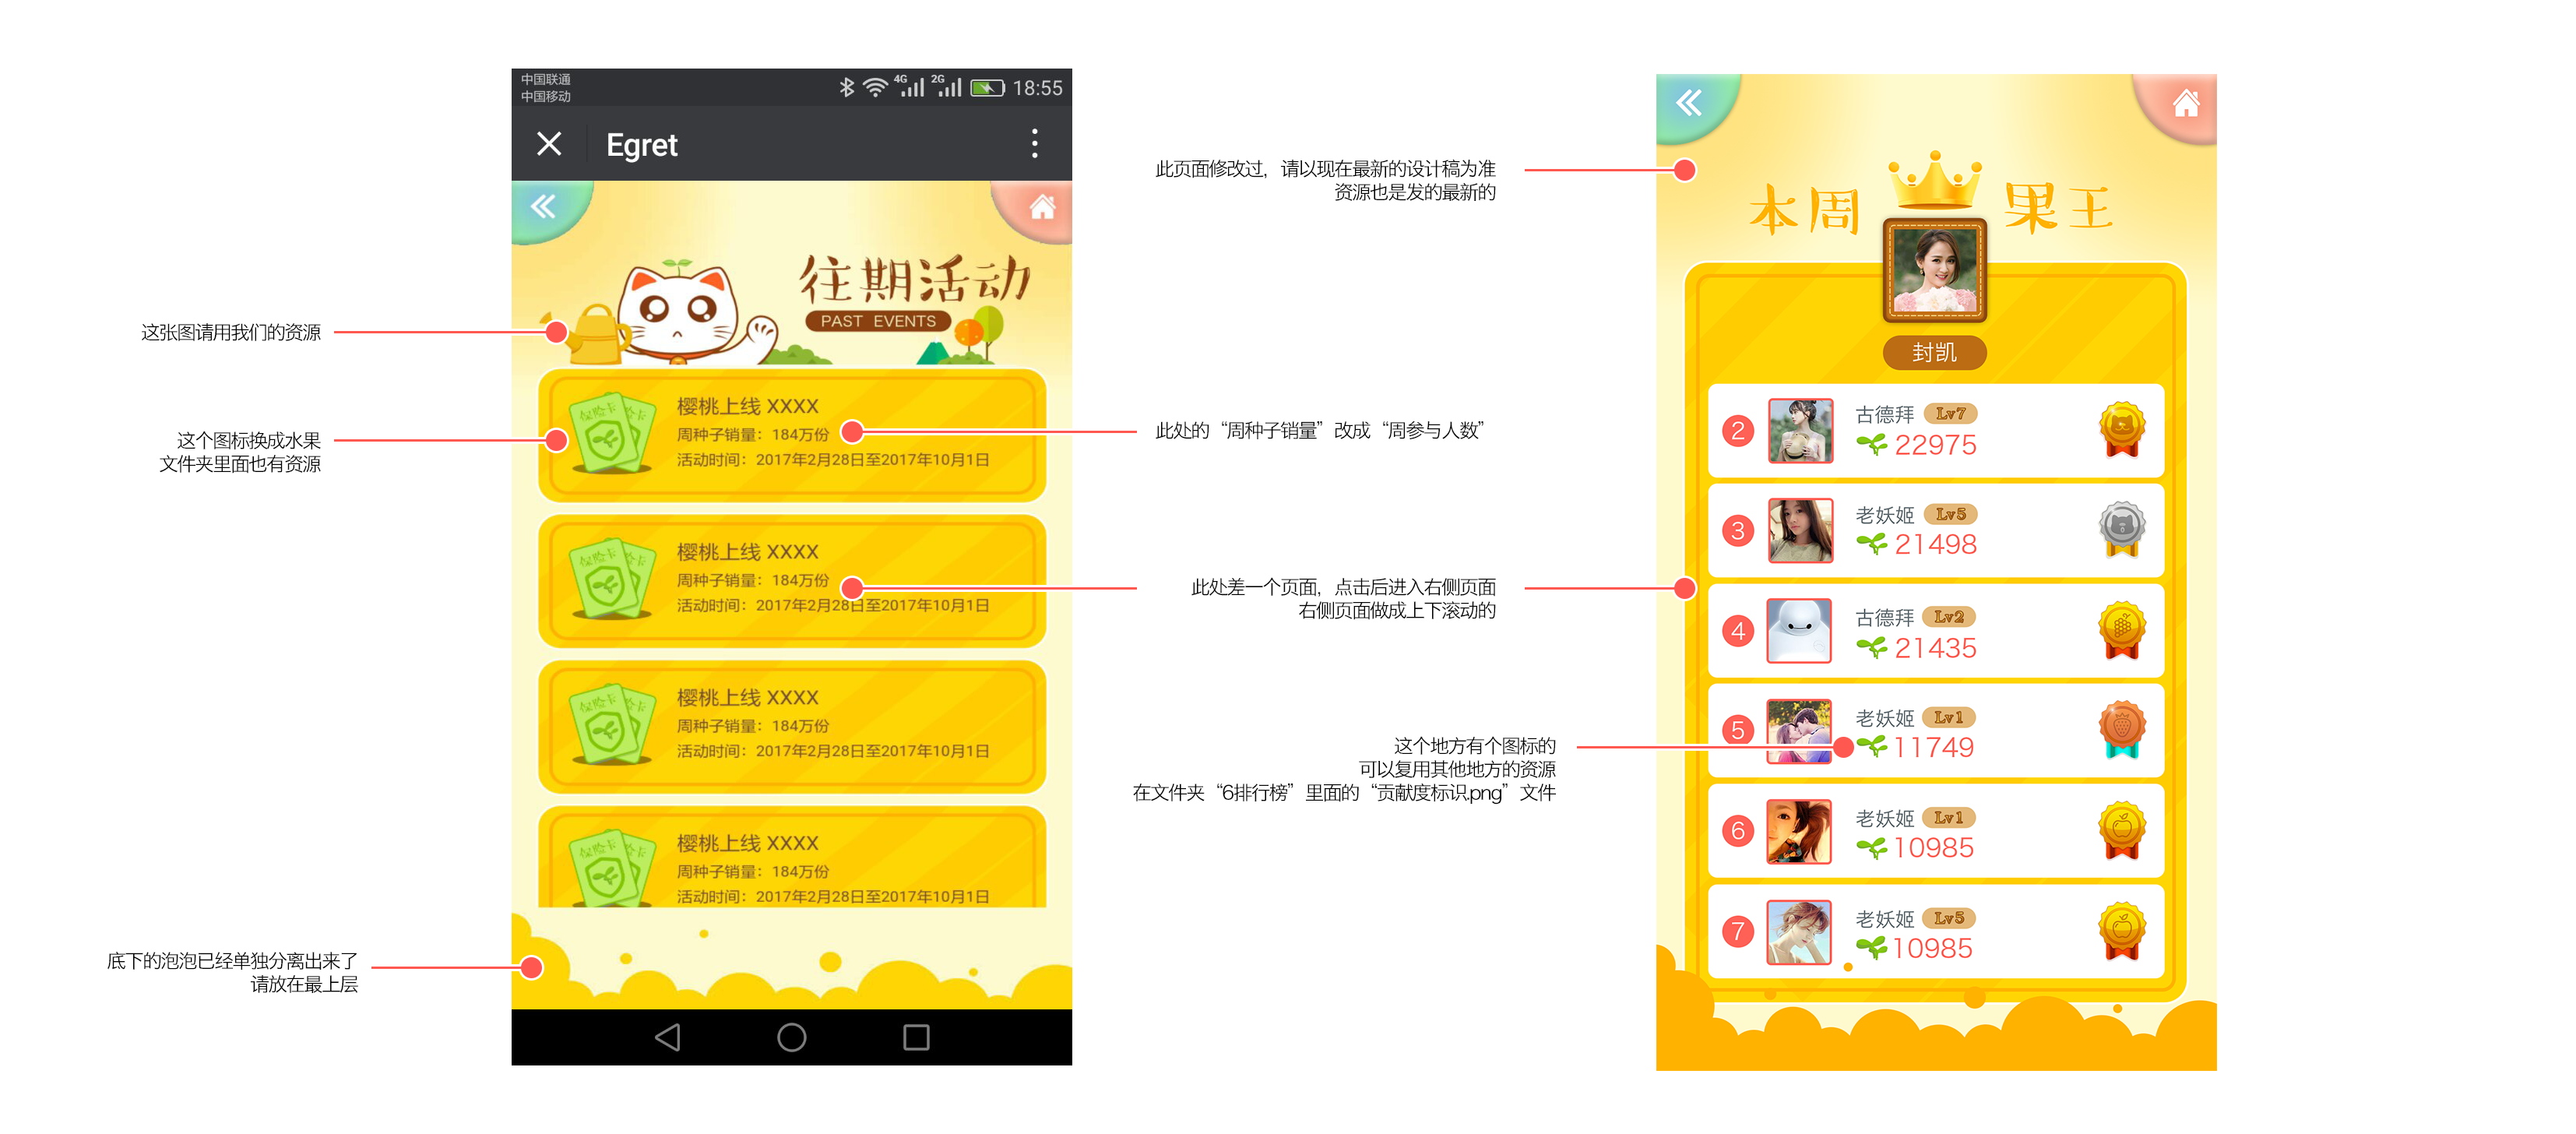 这张图请用我们的资源
这个图标换成水果
文件夹里面也有资源
底下的泡泡已经单独分离出来了
请放在最上层
中国联通
中国移动
4G
2G
18:55
Egret
往期活动
PAST EVENTS
保险卡
樱桃上线 XXXX
周种子销量：184万份
活动时间：2017年2月28日至2017年10月1日
保险卡
樱桃上线 XXXX
周种子销量：184万份
活动时间：2017年2月28日至2017年10月1日
保险卡
樱桃上线 XXXX
周种子销量：184万份
活动时间：2017年2月28日至2017年10月1日
保险卡
樱桃上线 XXXX
周种子销量：184万份
活动时间：2017年2月28日至2017年10月1日
此页面修改过，请以现在最新的设计稿为准
资源也是发的最新的
此处的“周种子销量”改成“周参与人数”
此处差一个页面，点击后进入右侧页面
右侧页面做成上下滚动的
这个地方有个图标的
可以复用其他地方的资源
在文件夹“6排行榜”里面的“贡献度标识.png”文件
本周 果王
封凯
2
古德拜 Lv7
22975
3
老妖姬 Lv5
21498
4
古德拜 Lv2
21435
5
老妖姬 Lv1
11749
6
老妖姬 Lv1
10985
7
老妖姬 Lv5
10985